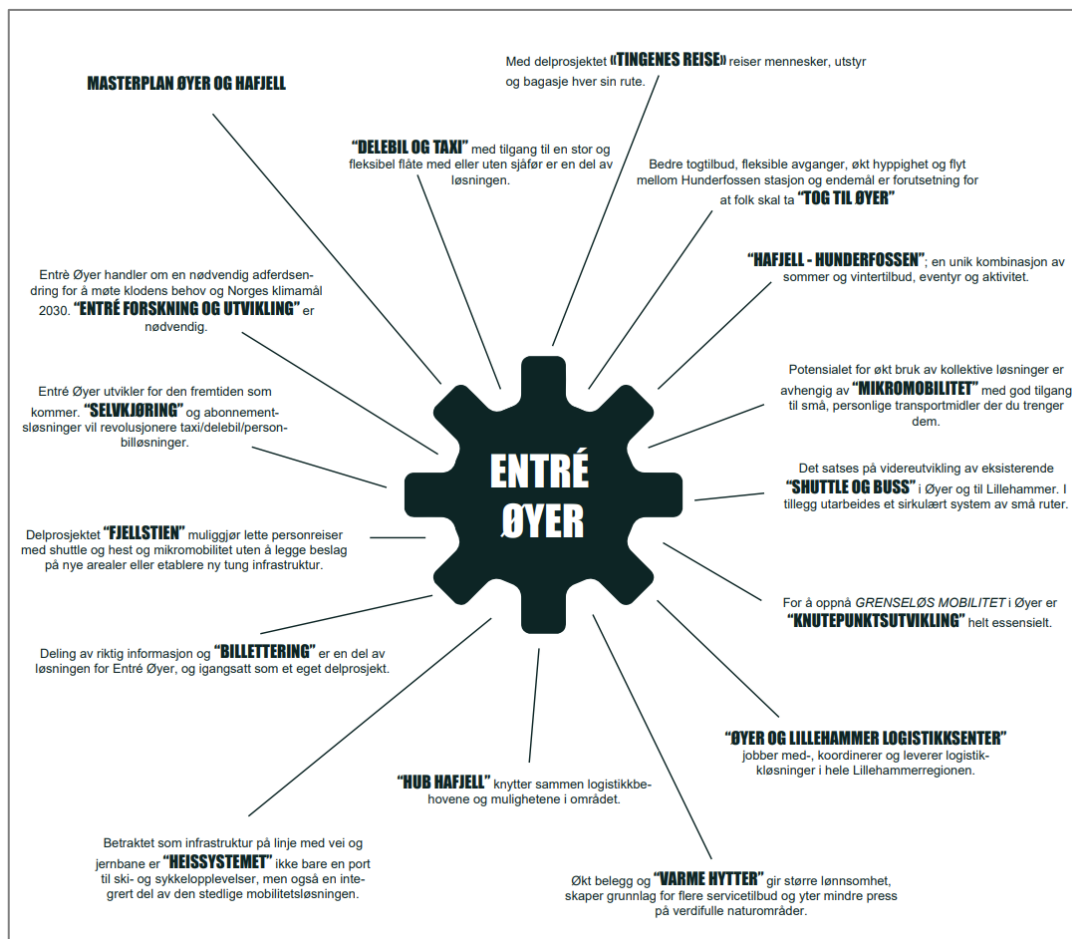 MASTERPLAN ØYER OG HAFJELL
Med delprosjektet «TINGENES REISE» reiser mennesker, utstyr
og bagasje hver sin rute.
“DELEBIL OG TAXI” med tilgang til en stor og
fleksibel flåte med eller uten sjåfør er en del av
løsningen.
Bedre togtilbud, fleksible avganger, økt hyppighet og flyt
mellom Hunderfossen stasjon og endemål er forutsetning for
at folk skal ta “TOG TIL ØYER”
“HAFJELL - HUNDERFOSSEN”; en unik kombinasjon av
sommer og vintertilbud, eventyr og aktivitet.
Entrè Øyer handler om en nødvendig adferdsen-
dring for å møte klodens behov og Norges klimamål
2030. “ENTRÉ FORSKNING OG UTVIKLING” er
nødvendig.
Potensialet for økt bruk av kollektive løsninger er
avhengig av “MIKROMOBILITET” med god tilgang
til små, personlige transportmidler der du trenger
dem.
Entré Øyer utvikler for den fremtiden som
kommer. “SELVKJØRING” og abonnements-
løsninger vil revolusjonere taxi/delebil/person-
billøsninger.
ENTRÉ
ØYER
Det satses på videreutvikling av eksisterende
“SHUTTLE OG BUSS” i Øyer og til Lillehammer. I
tillegg utarbeides et sirkulært system av små ruter.
Delprosjektet “FJELLSTIEN” muliggjør lette personreiser
med shuttle og hest og mikromobilitet uten å legge beslag
på nye arealer eller etablere ny tung infrastruktur.
For å oppnå GRENSELØS MOBILITET i Øyer er
“KNUTEPUNKTSUTVIKLING” helt essensielt.
Deling av riktig informasjon og “BILLETTERING” er en del av
løsningen for Entré Øyer, og igangsatt som et eget delprosjekt.
“ØYER OG LILLEHAMMER LOGISTIKKSENTER”
jobber med-, koordinerer og leverer logistik-
kløsninger i hele Lillehammerregionen.
“HUB HAFJELL” knytter sammen logistikkbe-
hovene og mulighetene i området.
Betraktet som infrastruktur på linje med vei og
jernbane er “HEISSYSTEMET” ikke bare en port
til ski- og sykkelopplevelser, men også en inte-
grert del av den stedlige mobilitetsløsningen.
Økt belegg og “VARME HYTTER” gir større lønnsomhet,
skaper grunnlag for flere servicetilbud og yter mindre press
på verdifulle naturområder.